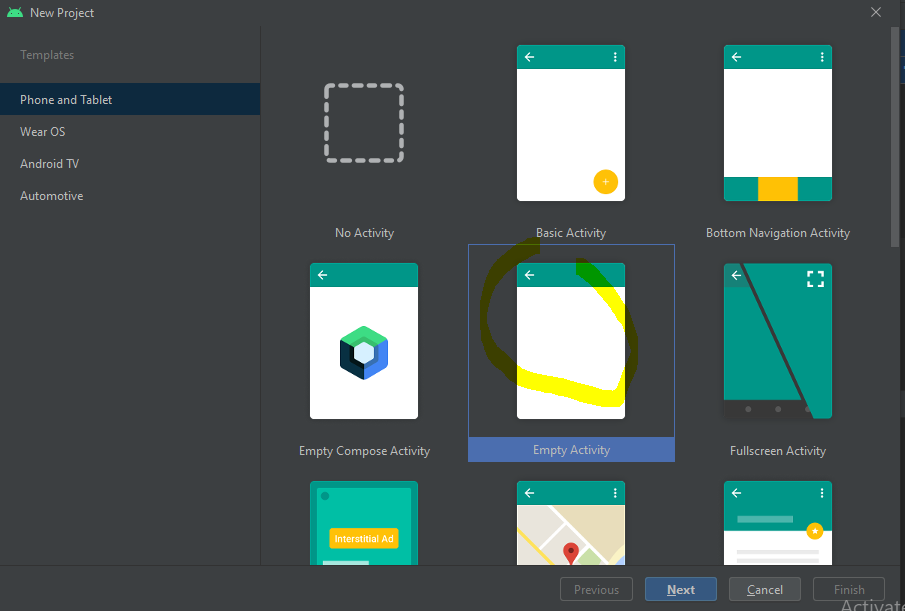 New Project
Templates
Phone and Tablet
Wear OS
Android TV
Automotive
No Activity
Basic Activity
Bottom Navigation Activity
Empty Compose Activity
Empty Activity
Fullscreen Activity
Interstitial Ad
Previous
Next
Cancel
Finish
Activate